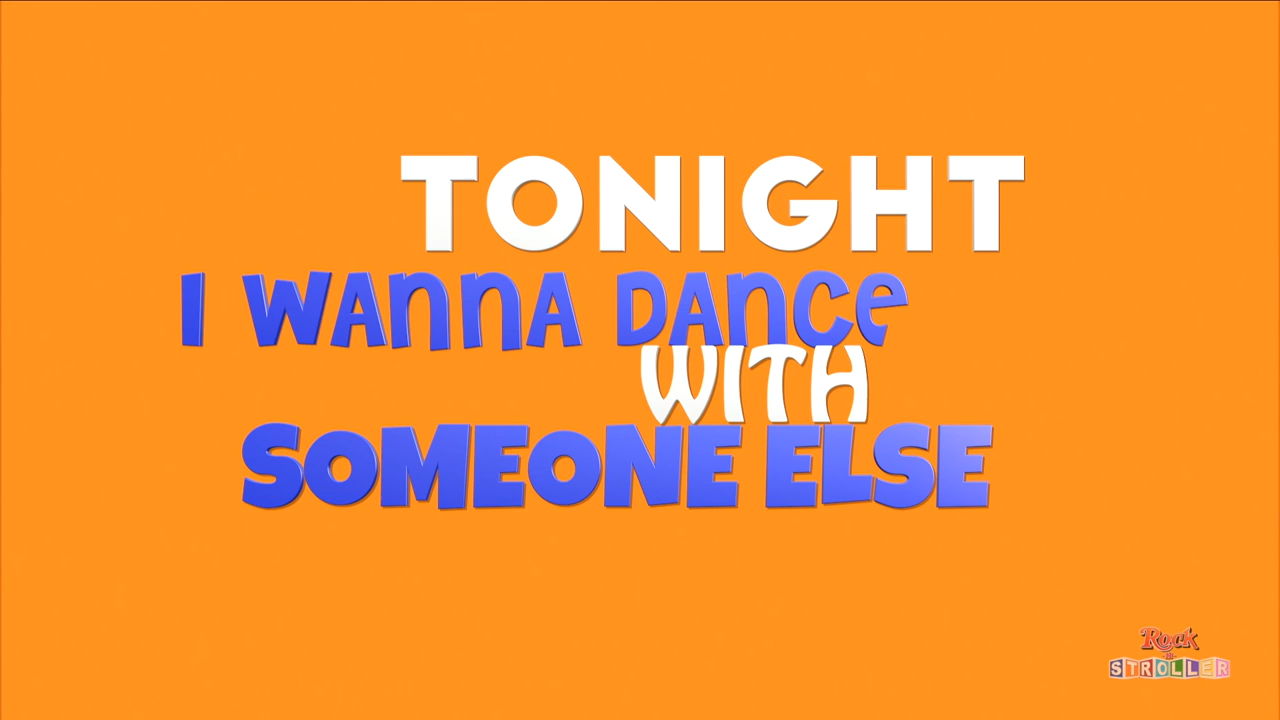 TONIGHT
I WANNA DANCE
WITH
SOMEONE ELSE
Rock
STROLLER